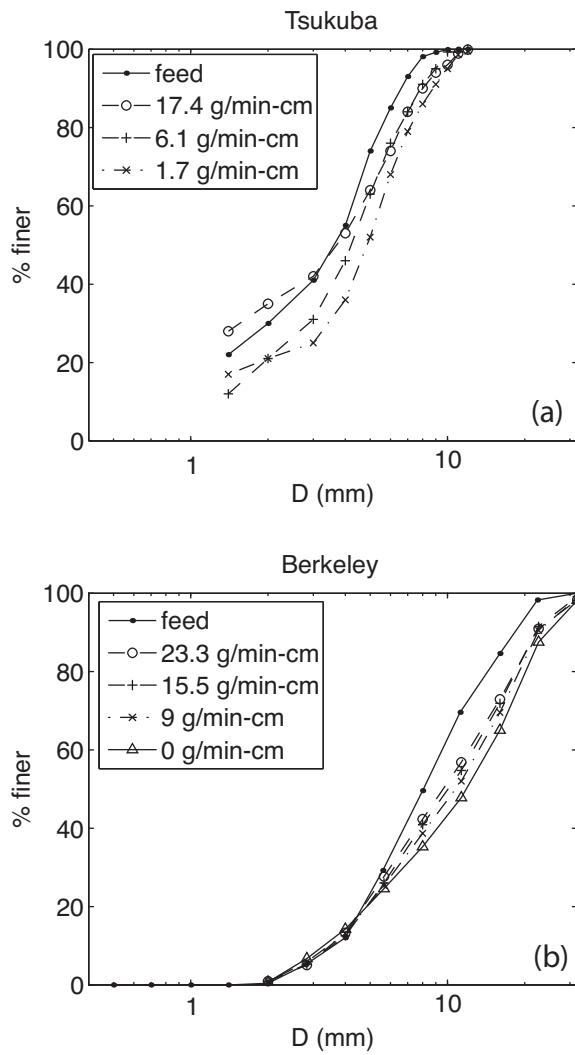 Tsukuba
100
80
60
40
20
0
% finer
feed
17.4 g/min-cm
6.1 g/min-cm
1.7 g/min-cm
(a)
1
10
D (mm)
Berkeley
100
80
60
40
20
0
% finer
feed
23.3 g/min-cm
15.5 g/min-cm
9 g/min-cm
0 g/min-cm
(b)
1
10
D (mm)